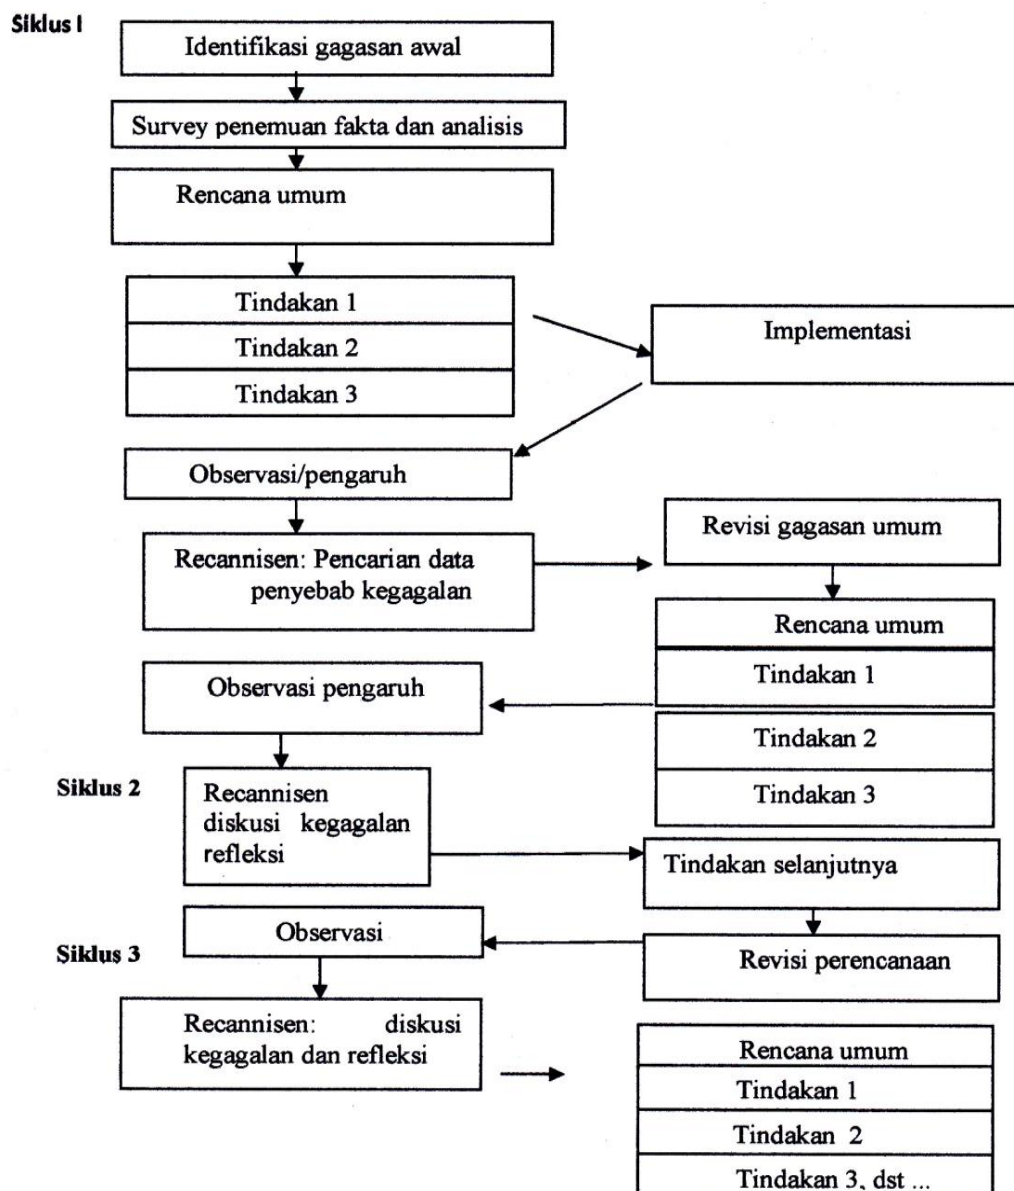 Siklus I
Identifikasi gagasan awal
Survey penemuan fakta dan analisis
Rencana umum
Tindakan 1
Tindakan 2
Tindakan 3
Implementasi
Observasi/pengaruh
Recannisen: Pencarian data
penyebab kegagalan
Revisi gagasan umum
Rencana umum
Tindakan 1
Tindakan 2
Tindakan 3
Observasi pengaruh
Siklus 2
Recannisen
diskusi kegagalan
refleksi
Tindakan selanjutnya
Revisi perencanaan
Siklus 3
Observasi
Recannisen: diskusi
kegagalan dan refleksi
Rencana umum
Tindakan 1
Tindakan 2
Tindakan 3, dst ...